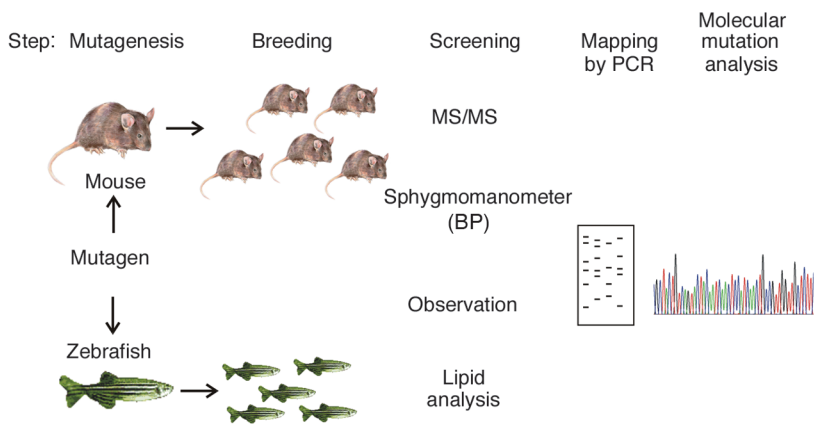 Step:
Mutagenesis
Breeding
Screening
Mapping
by PCR
Molecular
mutation
analysis
MS/MS
Mouse
Sphygmomanometer
(BP)
Mutagen
Observation
Zebrafish
Lipid
analysis